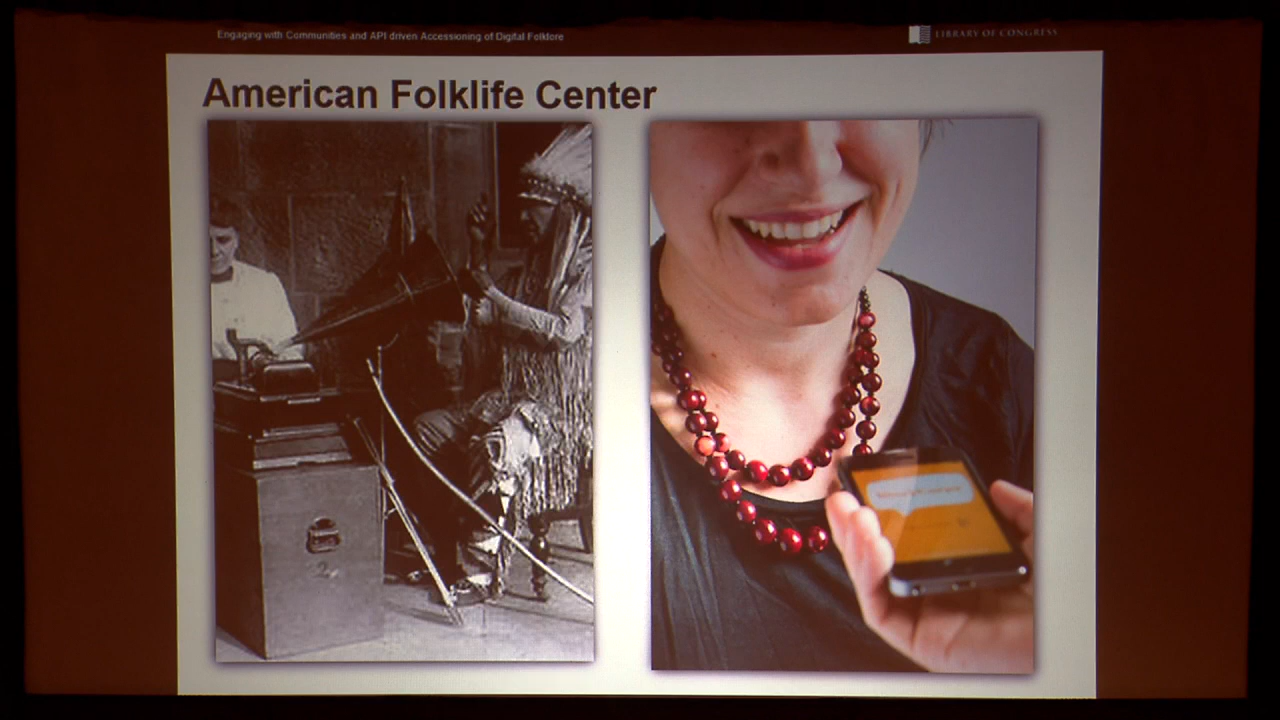 Engaging with Communities and API driven Accessioning of Digital Folklore
LIBRARY OF CONGRESS
American Folklife Center